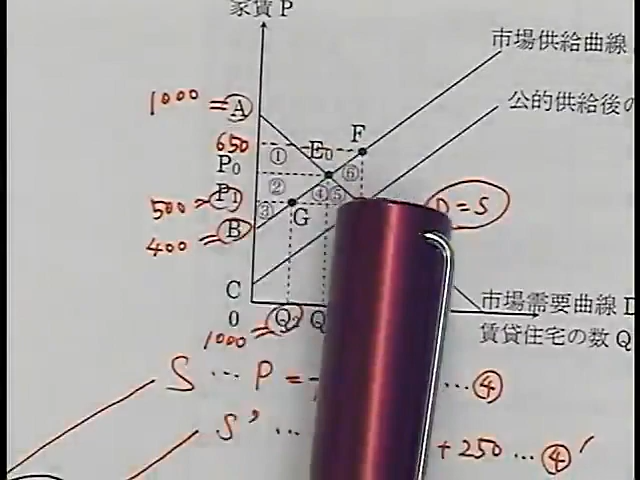 家賃P
市場供給曲線
公的供給後の
1000 = A
650
F
① E₀
P₀ ⑥
② ④⑤
500 = P₁
③ G
D = S
400 = B
C
0 Q Q
1000 =
市場需要曲線 D
賃貸住宅の数 Q
S … P = … ④
S' … + 250 … ④'